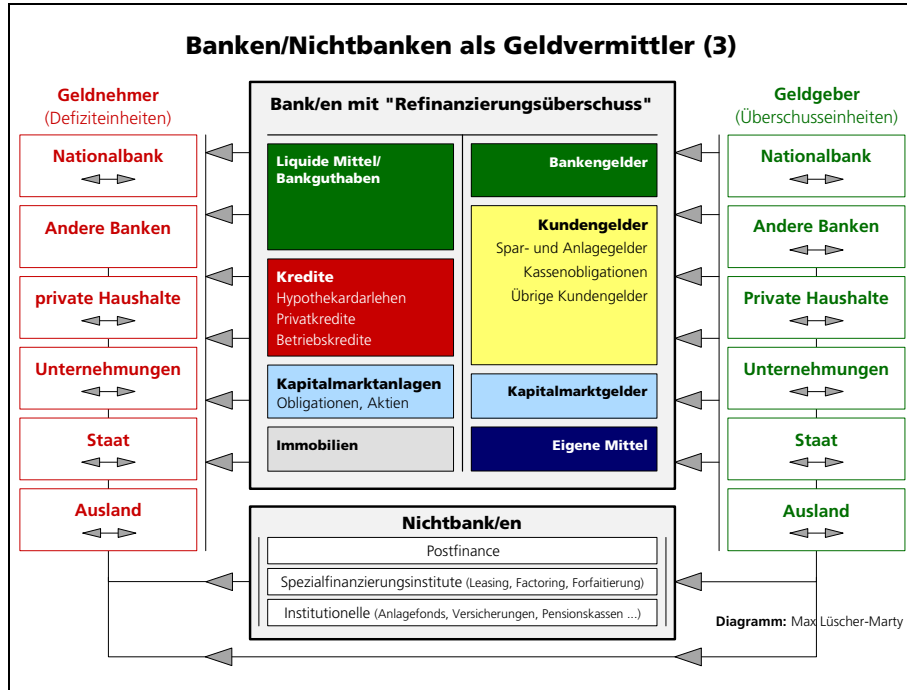 Banken/Nichtbanken als Geldvermittler (3)
Geldnehmer
(Defiziteinheiten)
Nationalbank
Andere Banken
private Haushalte
Unternehmungen
Staat
Ausland
Bank/en mit "Refinanzierungsüberschuss"
Liquide Mittel/
Bankguthaben
Kredite
Hypothekardarlehen
Privatkredite
Betriebskredite
Kapitalmarktanlagen
Obligationen, Aktien
Immobilien
Bankengelder
Kundengelder
Spar- und Anlagegelder
Kassenobligationen
Übrige Kundengelder
Kapitalmarktgelder
Eigene Mittel
Geldgeber
(Überschusseinheiten)
Nationalbank
Andere Banken
Private Haushalte
Unternehmungen
Staat
Ausland
Nichtbank/en
Postfinance
Spezialfinanzierungsinstitute (Leasing, Factoring, Forfaitierung)
Institutionelle (Anlagefonds, Versicherungen, Pensionskassen ...)
Diagramm: Max Lüscher-Marty